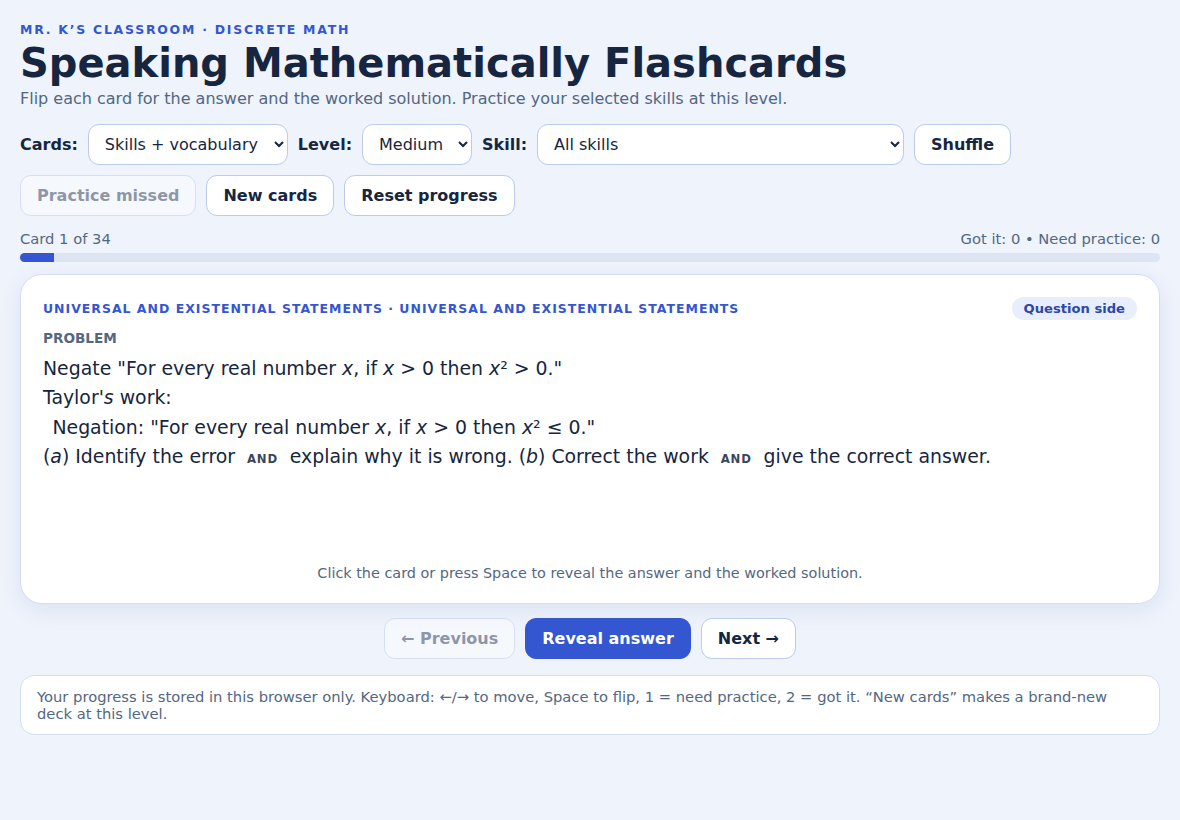 MR. K’S CLASSROOM · DISCRETE MATH
Speaking Mathematically Flashcards
Flip each card for the answer and the worked solution. Practice your selected skills at this level.
Cards: Skills + vocabulary Level: Medium Skill: All skills Shuffle
Practice missed New cards Reset progress
Card 1 of 34 Got it: 0 • Need practice: 0
UNIVERSAL AND EXISTENTIAL STATEMENTS · UNIVERSAL AND EXISTENTIAL STATEMENTS Question side
PROBLEM
Negate "For every real number x, if x > 0 then x² > 0."
Taylor's work:
Negation: "For every real number x, if x > 0 then x² ≤ 0."
(a) Identify the error AND explain why it is wrong. (b) Correct the work AND give the correct answer.
Click the card or press Space to reveal the answer and the worked solution.
← Previous Reveal answer Next →
Your progress is stored in this browser only. Keyboard: ←/→ to move, Space to flip, 1 = need practice, 2 = got it. “New cards” makes a brand-new
deck at this level.